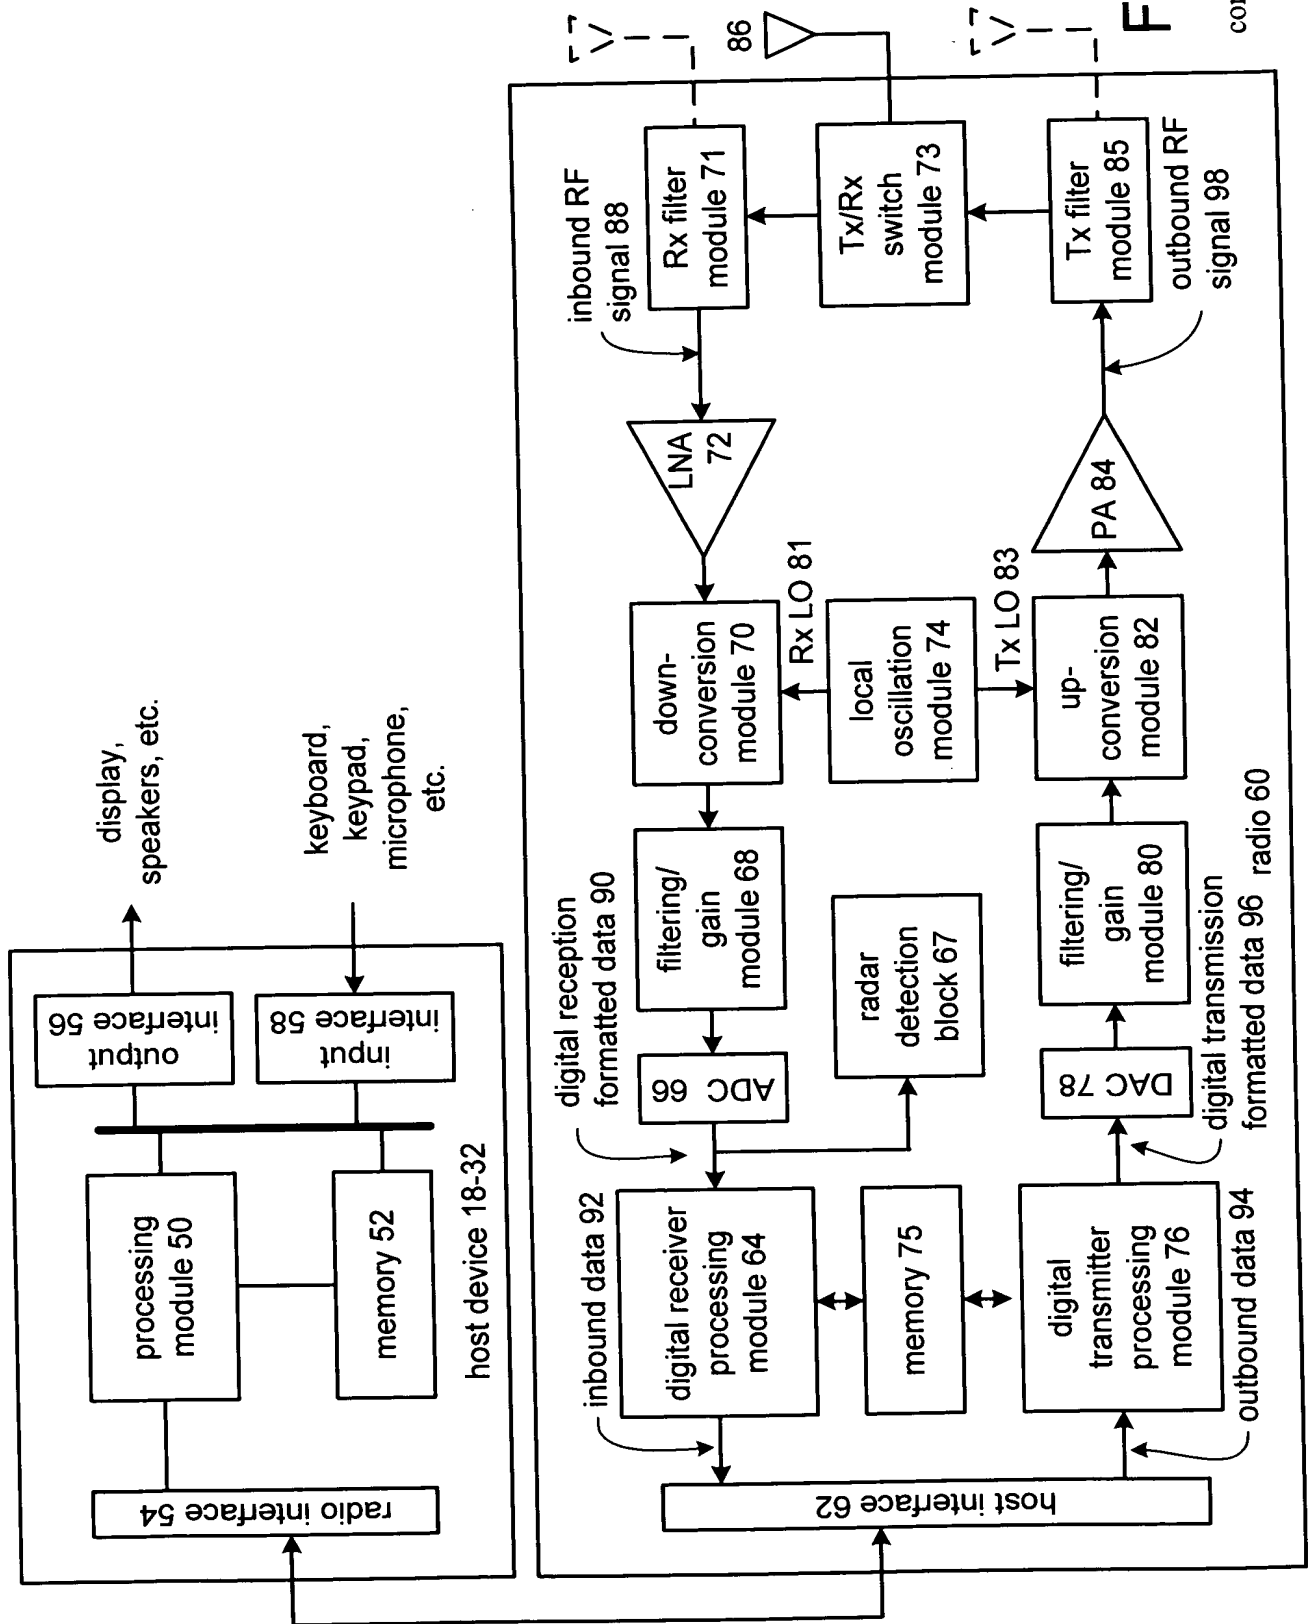 display,
speakers, etc.
keyboard,
keypad,
microphone,
etc.
output
interface 56
input
interface 58
processing
module 50
memory 52
radio interface 54
host device 18-32
86
inbound RF
signal 88
Rx filter
module 71
Tx/Rx
switch
module 73
Tx filter
module 85
outbound RF
signal 98
LNA
72
PA 84
down-
conversion
module 70
Rx LO 81
local
oscillation
module 74
Tx LO 83
up-
conversion
module 82
filtering/
gain
module 68
radar
detection
block 67
filtering/
gain
module 80
radio 60
digital reception
formatted data 90
ADC 66
DAC 78
digital transmission
formatted data 96
inbound data 92
digital receiver
processing
module 64
memory 75
digital
transmitter
processing
module 76
outbound data 94
host interface 62
F